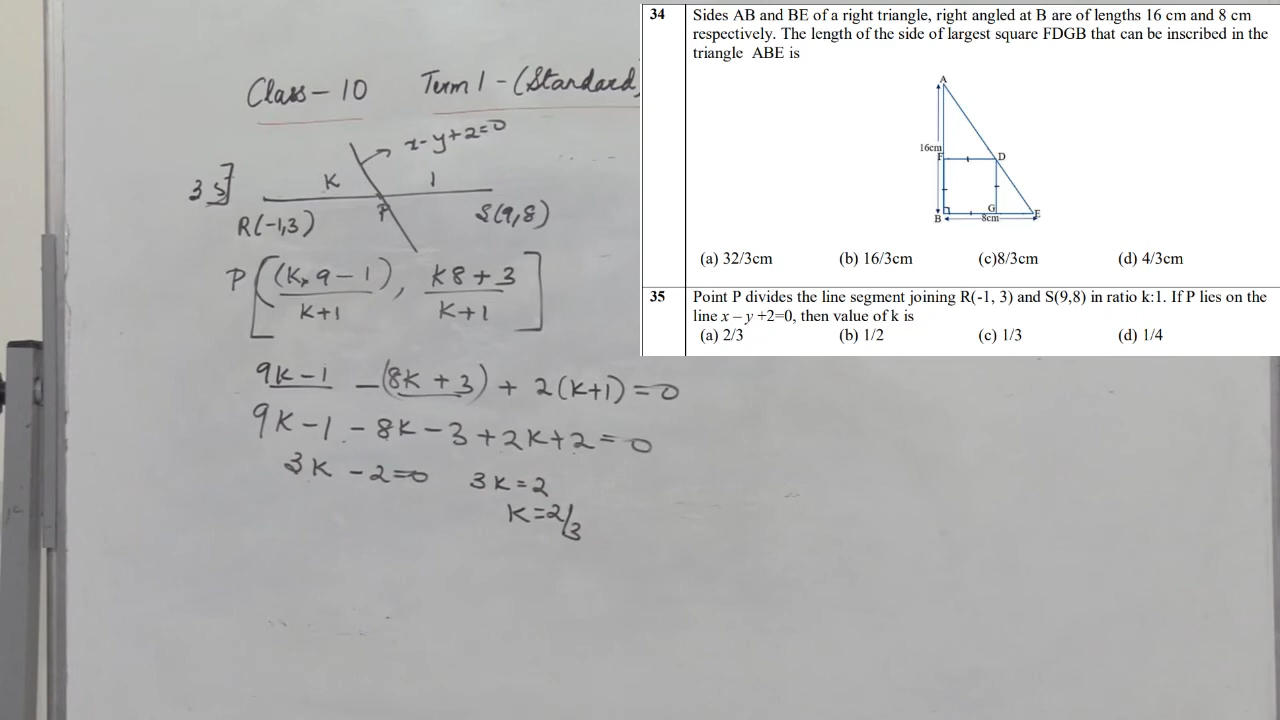 Class - 10 Term 1 - (Standard)
x - y + 2 = 0
35]
K 1
R(-1,3) P S(9,8)
P [ (K×9 - 1)/(K+1) , (K8 + 3)/(K+1) ]
9K - 1 - (8K + 3) + 2(K+1) = 0
9K - 1 - 8K - 3 + 2K + 2 = 0
3K - 2 = 0 3K = 2
K = 2/3
34 Sides AB and BE of a right triangle, right angled at B are of lengths 16 cm and 8 cm
respectively. The length of the side of largest square FDGB that can be inscribed in the
triangle ABE is
A
16cm
F D
B G E
8cm
(a) 32/3cm (b) 16/3cm (c)8/3cm (d) 4/3cm
35 Point P divides the line segment joining R(-1, 3) and S(9,8) in ratio k:1. If P lies on the
line x – y +2=0, then value of k is
(a) 2/3 (b) 1/2 (c) 1/3 (d) 1/4